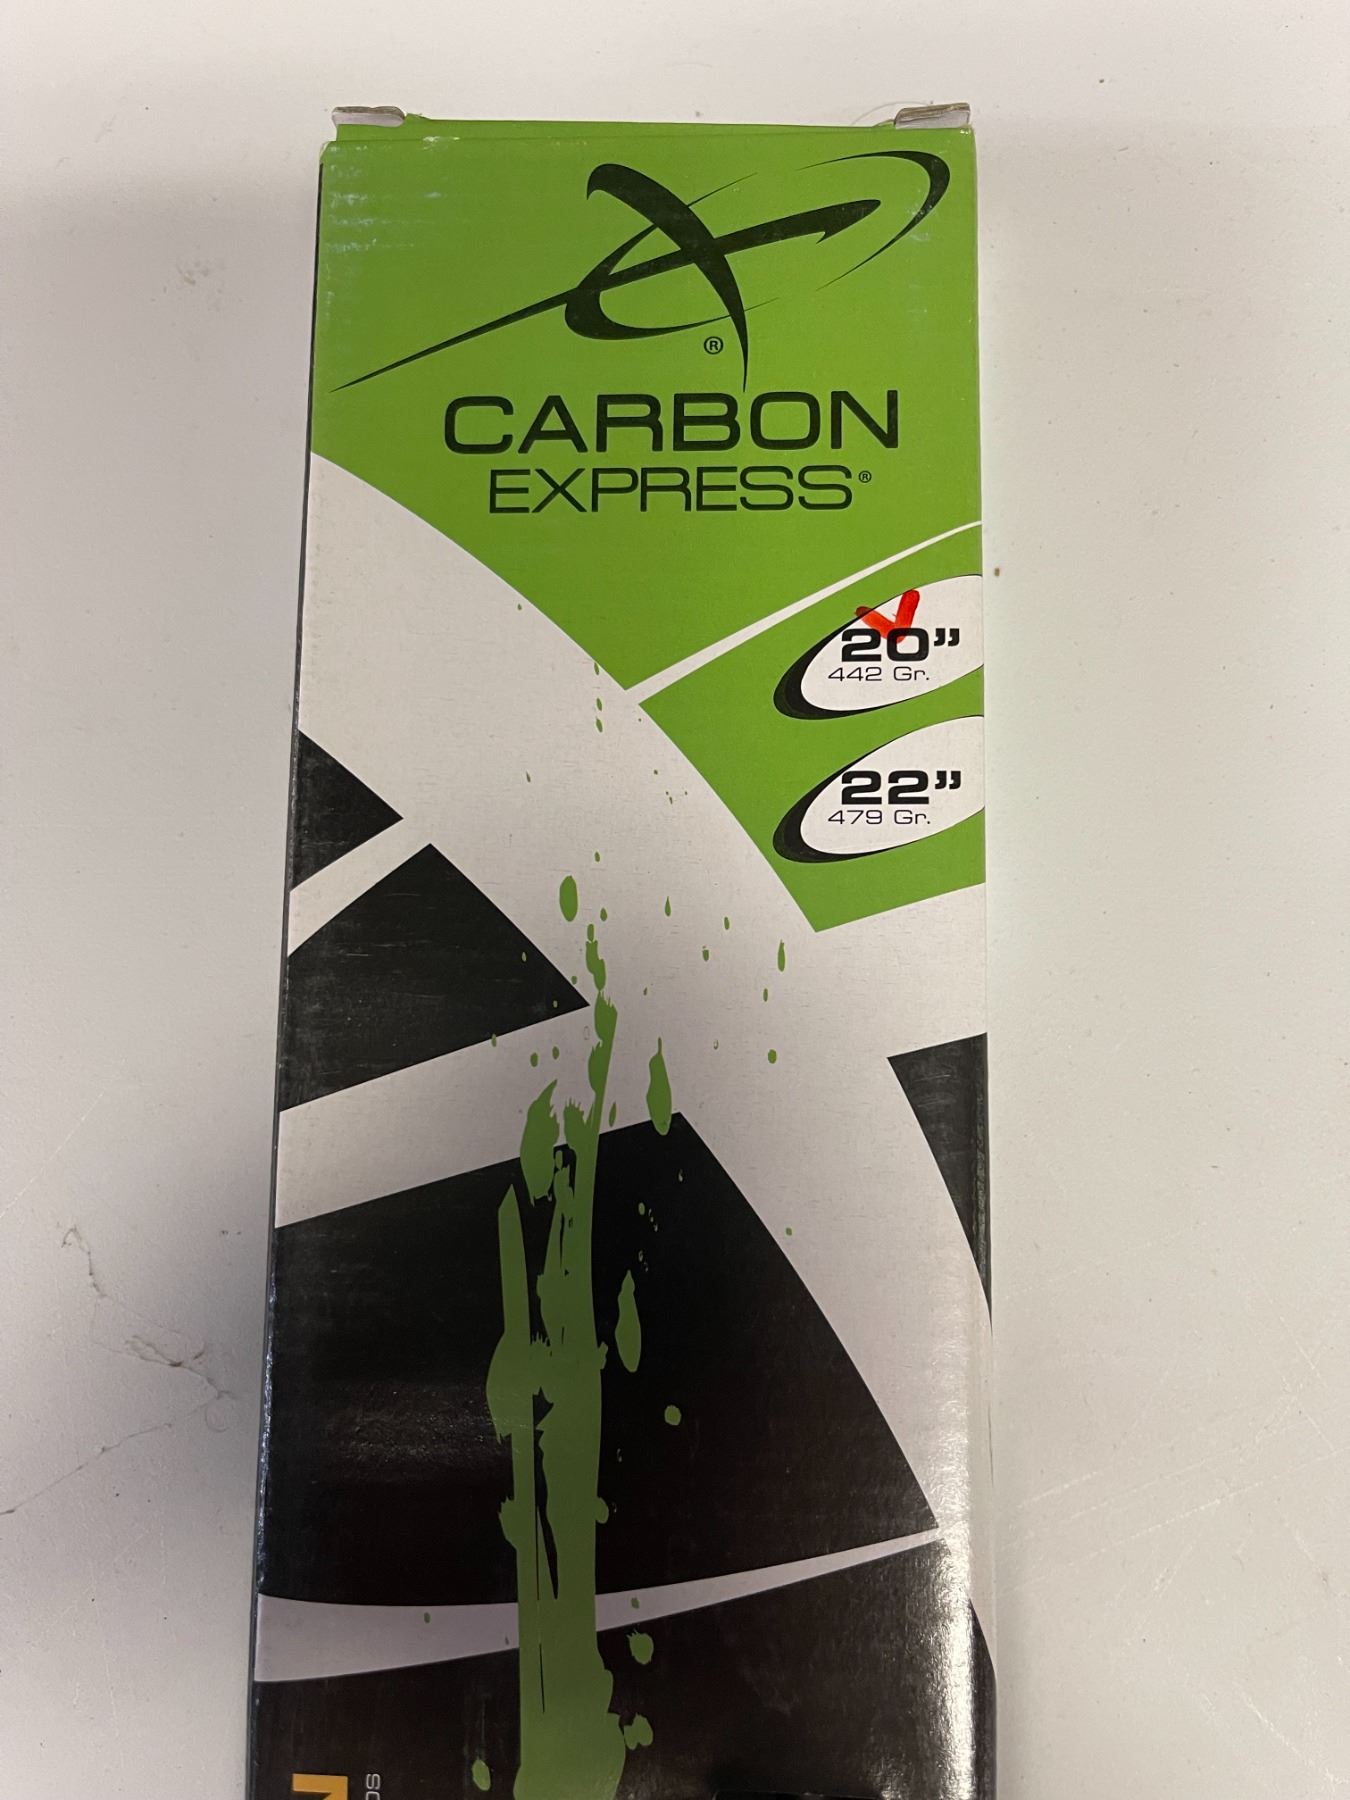 ®
CARBON
EXPRESS®
20”
442 Gr.
22”
479 Gr.